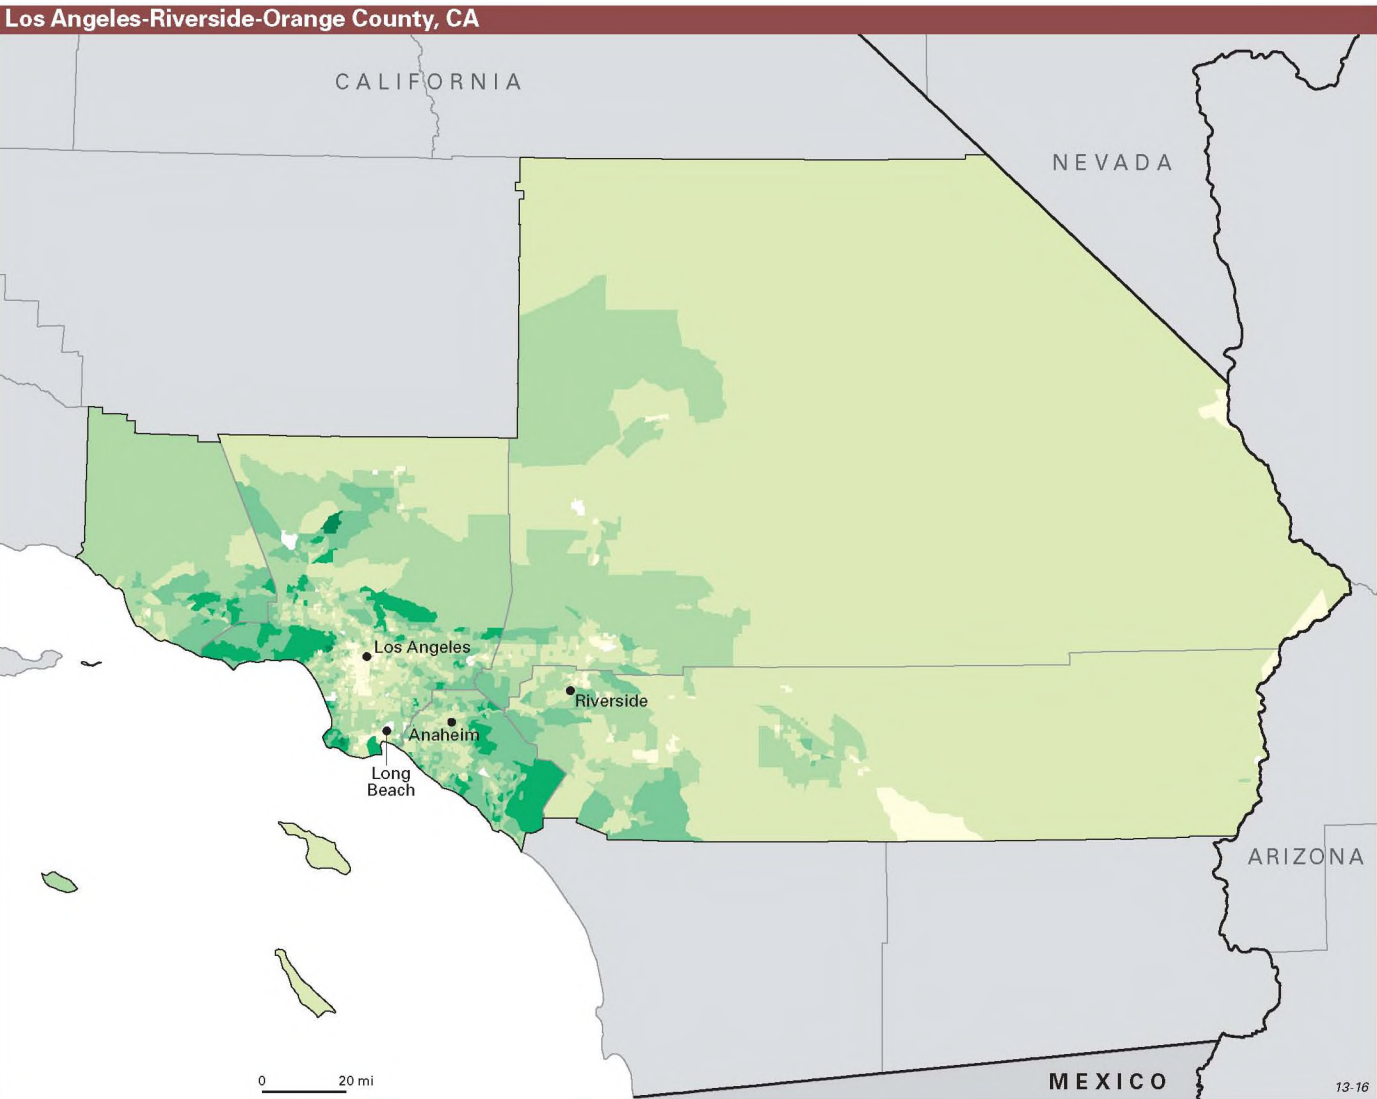 Los Angeles-Riverside-Orange County, CA
CALIFORNIA
NEVADA
Los Angeles
Riverside
Anaheim
Long
Beach
ARIZONA
0 20 mi
MEXICO
13-16